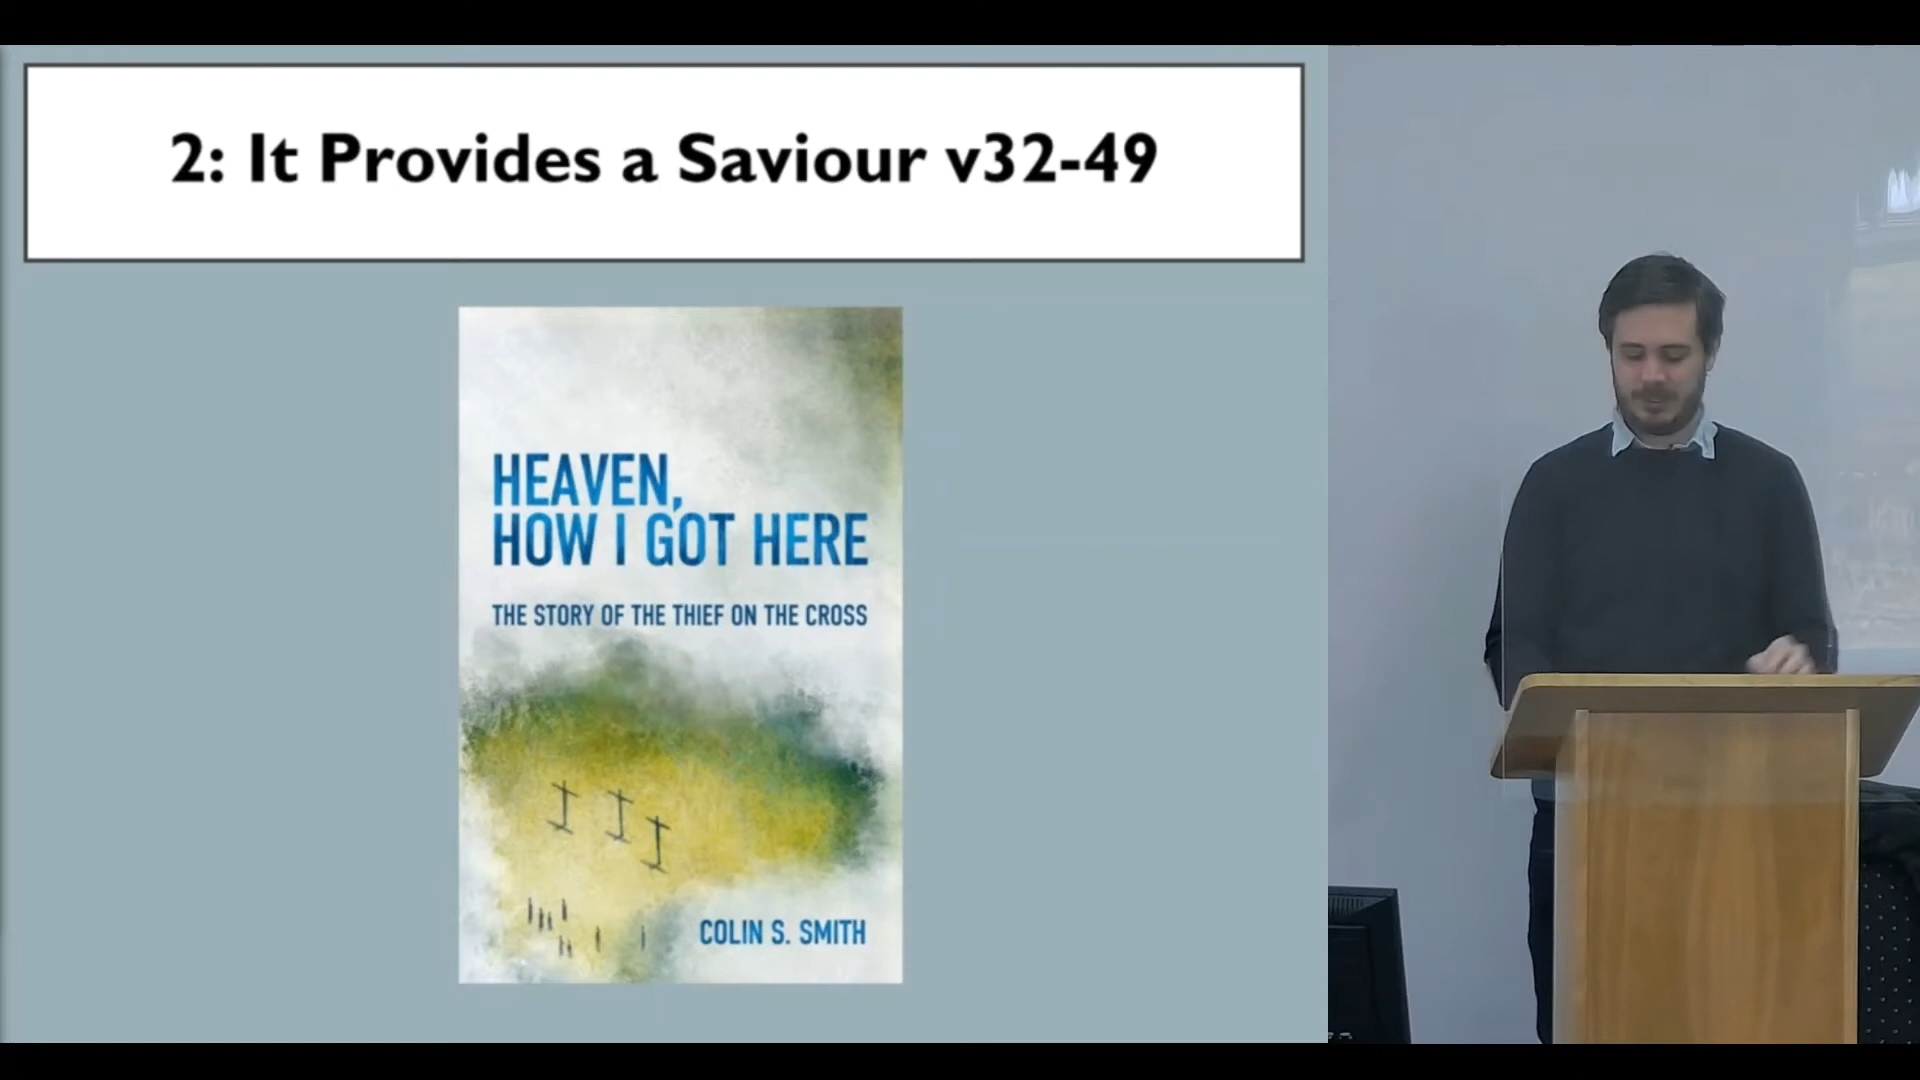 2: It Provides a Saviour v32-49
HEAVEN,
HOW I GOT HERE
THE STORY OF THE THIEF ON THE CROSS
COLIN S. SMITH